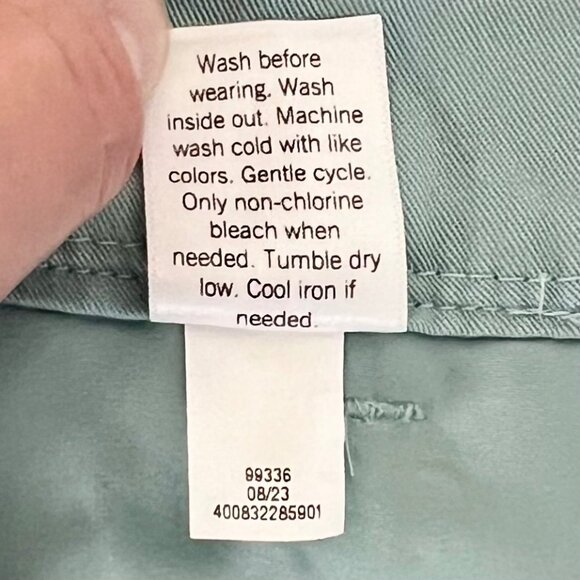 Wash before
wearing. Wash
inside out. Machine
wash cold with like
colors. Gentle cycle.
Only non-chlorine
bleach when
needed. Tumble dry
low. Cool iron if
needed.
99336
08/23
400832285901